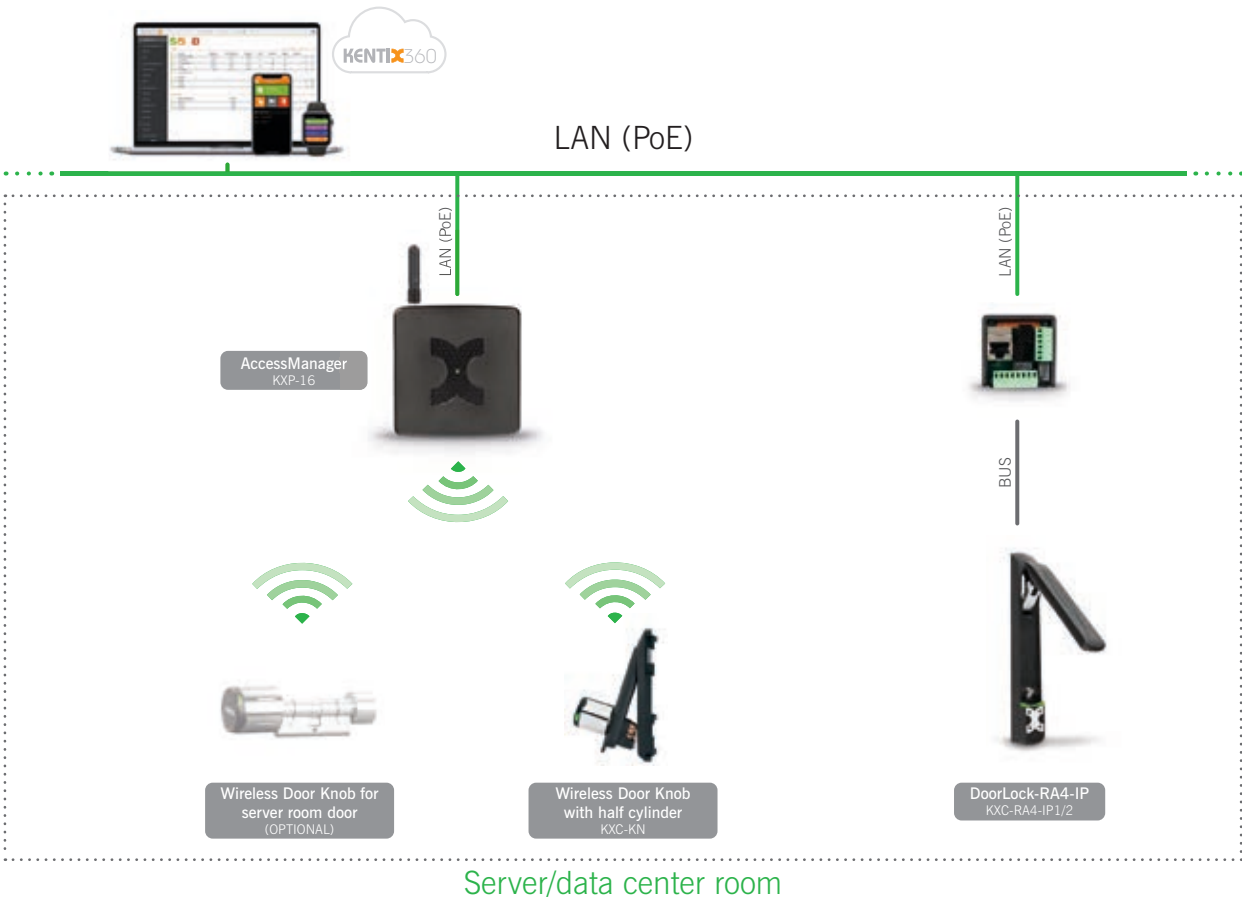 KENTIX360
LAN (PoE)
LAN (PoE)
LAN (PoE)
AccessManager
KXP-16
BUS
Wireless Door Knob for
server room door
(OPTIONAL)
Wireless Door Knob
with half cylinder
KXC-KN
DoorLock-RA4-IP
KXC-RA4-IP1/2
Server/data center room